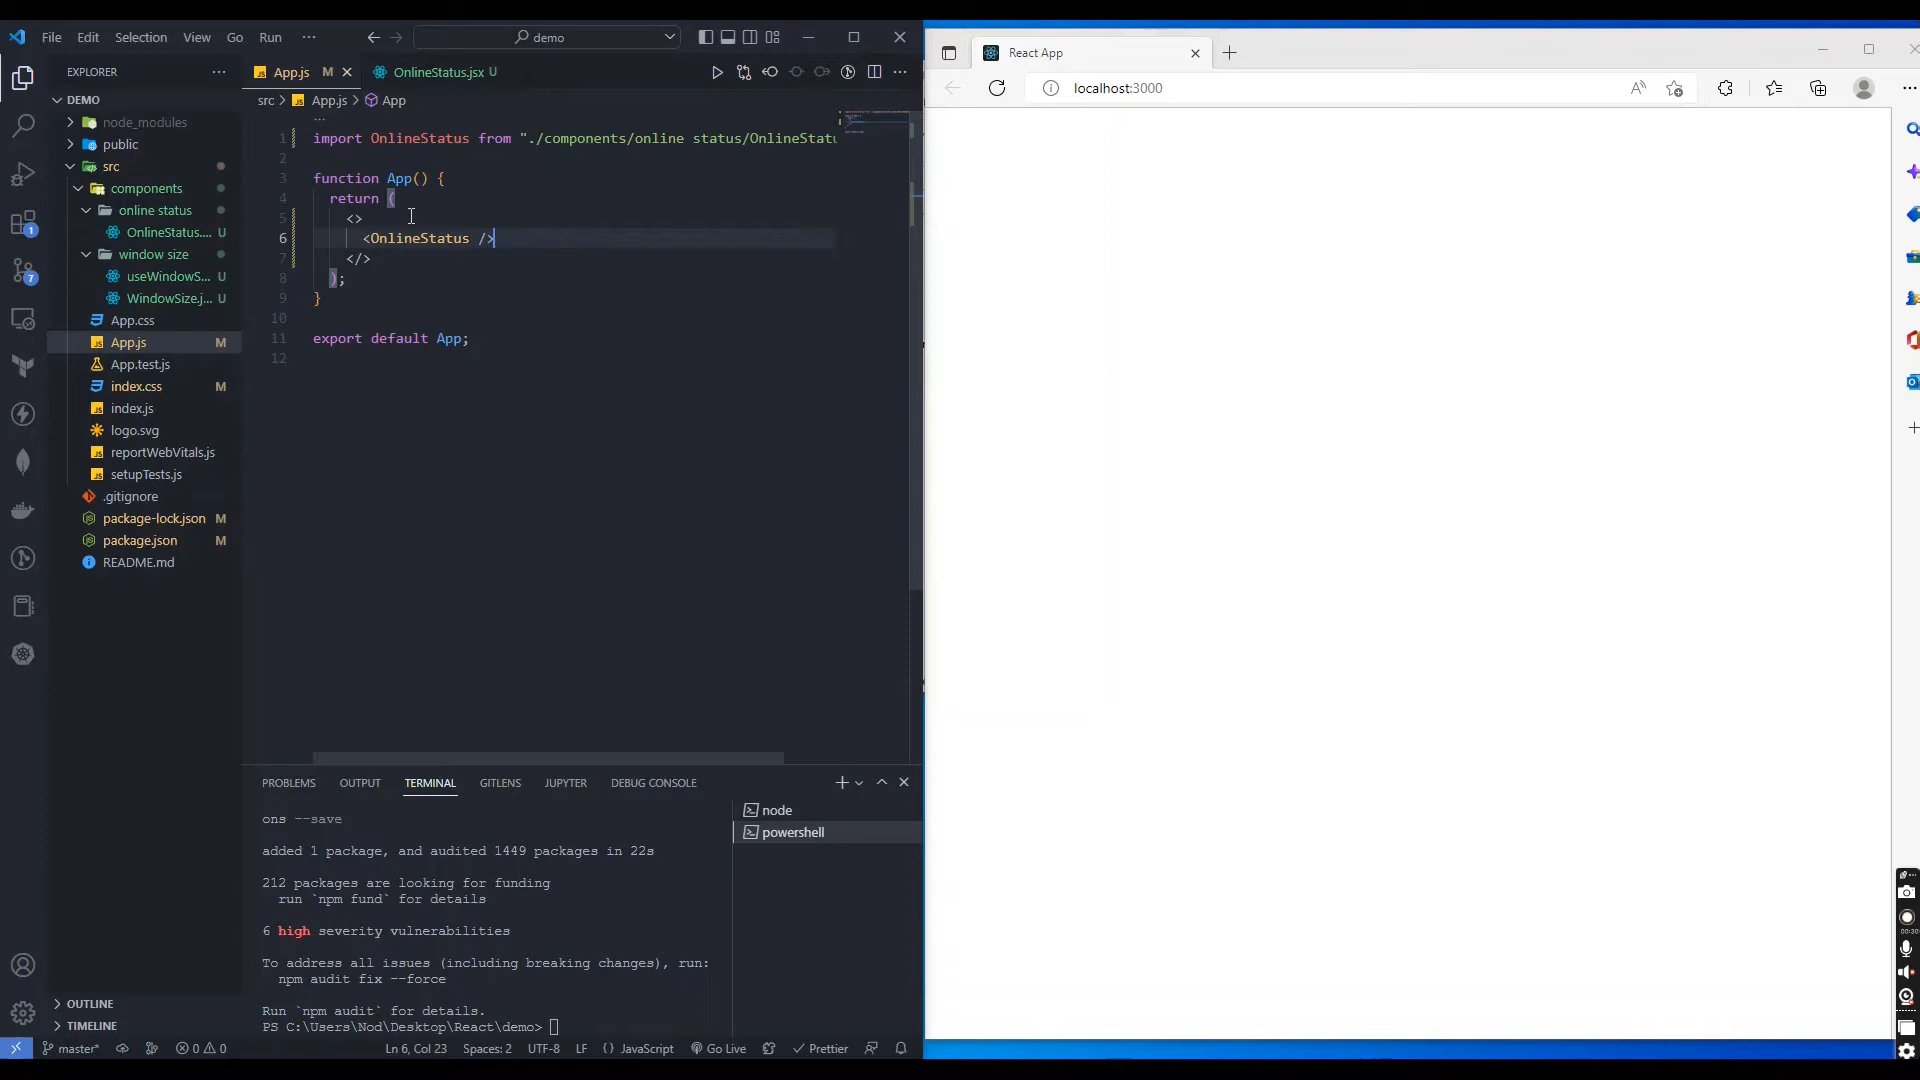 File Edit Selection View Go Run ··· demo
EXPLORER ···
DEMO
node_modules
public
src
components
online status
OnlineStatus.... U
window size
useWindowS... U
WindowSize.j... U
App.css
App.js M
App.test.js
index.css M
index.js
logo.svg
reportWebVitals.js
setupTests.js
.gitignore
package-lock.json M
package.json M
README.md
OUTLINE
TIMELINE
1
7
App.js M
OnlineStatus.jsx U
src > App.js > App
1 import OnlineStatus from "./components/online status/OnlineStatu
2
3 function App() {
4 return (
5 <>
6 <OnlineStatus />
7 </>
8 );
9 }
10
11 export default App;
12
PROBLEMS OUTPUT TERMINAL GITLENS JUPYTER DEBUG CONSOLE
ons --save
added 1 package, and audited 1449 packages in 22s
212 packages are looking for funding
run `npm fund` for details
6 high severity vulnerabilities
To address all issues (including breaking changes), run:
npm audit fix --force
Run `npm audit` for details.
PS C:\Users\Nod\Desktop\React\demo>
node
powershell
master* 0 0 Ln 6, Col 23 Spaces: 2 UTF-8 LF {} JavaScript Go Live Prettier
React App
localhost:3000